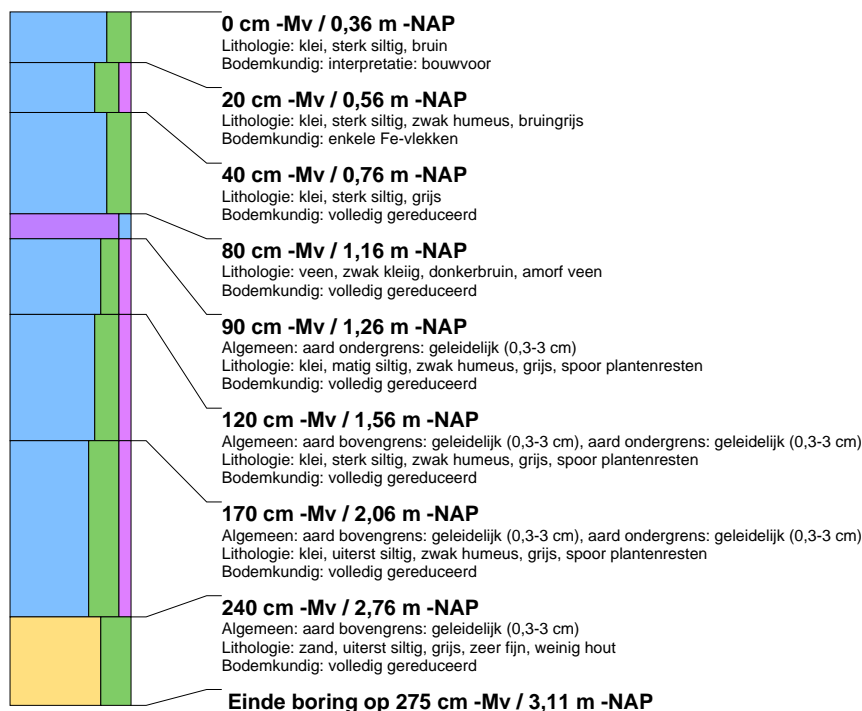 0 cm -Mv / 0,36 m -NAP
Lithologie: klei, sterk siltig, bruin
Bodemkundig: interpretatie: bouwvoor
20 cm -Mv / 0,56 m -NAP
Lithologie: klei, sterk siltig, zwak humeus, bruingrijs
Bodemkundig: enkele Fe-vlekken
40 cm -Mv / 0,76 m -NAP
Lithologie: klei, sterk siltig, grijs
Bodemkundig: volledig gereduceerd
80 cm -Mv / 1,16 m -NAP
Lithologie: veen, zwak kleiig, donkerbruin, amorf veen
Bodemkundig: volledig gereduceerd
90 cm -Mv / 1,26 m -NAP
Algemeen: aard ondergrens: geleidelijk (0,3-3 cm)
Lithologie: klei, matig siltig, zwak humeus, grijs, spoor plantenresten
Bodemkundig: volledig gereduceerd
120 cm -Mv / 1,56 m -NAP
Algemeen: aard bovengrens: geleidelijk (0,3-3 cm), aard ondergrens: geleidelijk (0,3-3 cm)
Lithologie: klei, sterk siltig, zwak humeus, grijs, spoor plantenresten
Bodemkundig: volledig gereduceerd
170 cm -Mv / 2,06 m -NAP
Algemeen: aard bovengrens: geleidelijk (0,3-3 cm), aard ondergrens: geleidelijk (0,3-3 cm)
Lithologie: klei, uiterst siltig, zwak humeus, grijs, spoor plantenresten
Bodemkundig: volledig gereduceerd
240 cm -Mv / 2,76 m -NAP
Algemeen: aard bovengrens: geleidelijk (0,3-3 cm)
Lithologie: zand, uiterst siltig, grijs, zeer fijn, weinig hout
Bodemkundig: volledig gereduceerd
Einde boring op 275 cm -Mv / 3,11 m -NAP